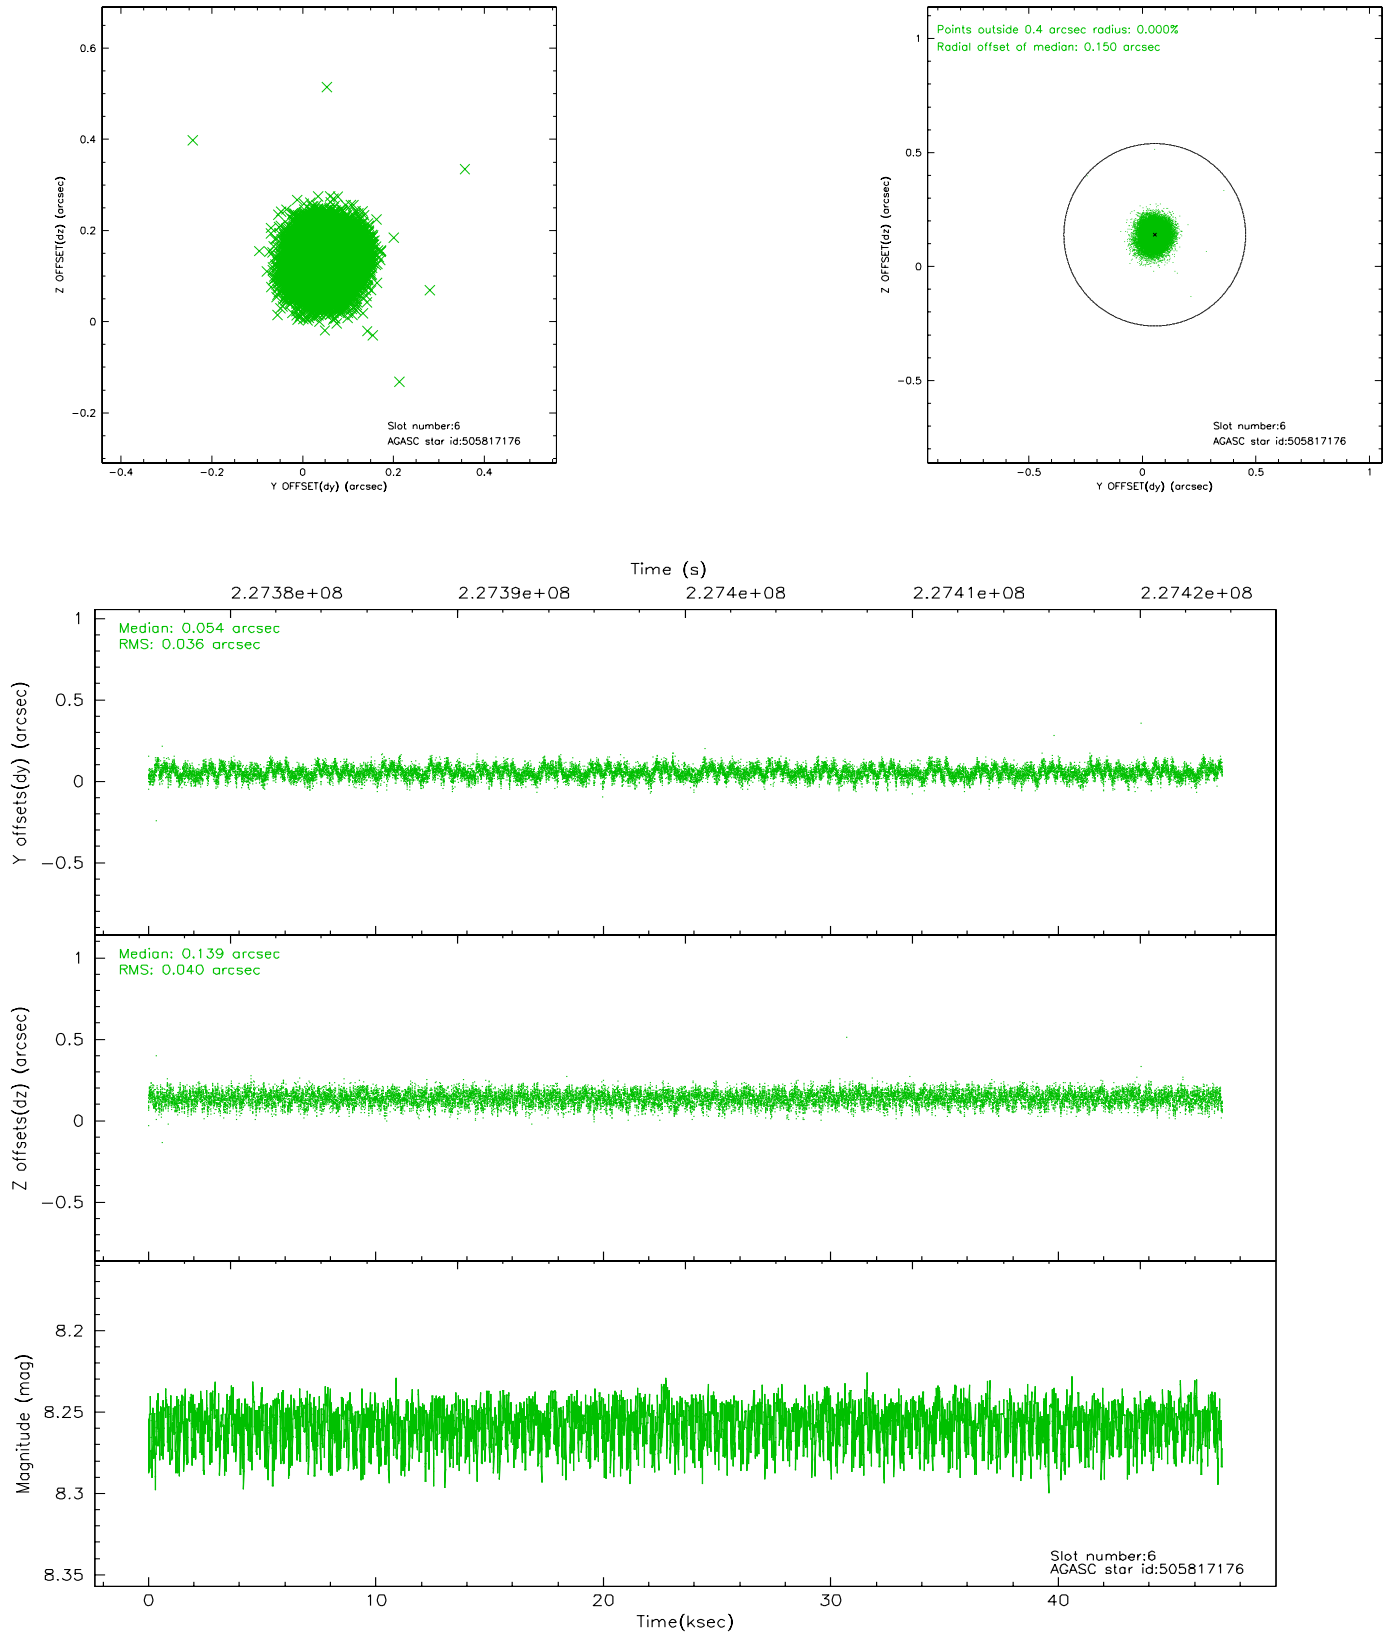 0.6
0.4
0.2
0
−0.2
Z OFFSET(dz) (arcsec)
−0.4 −0.2 0 0.2 0.4
Y OFFSET(dy) (arcsec)
Slot number:6
AGASC star id:505817176
Points outside 0.4 arcsec radius: 0.000%
Radial offset of median: 0.150 arcsec
1
0.5
0
−0.5
Z OFFSET(dz) (arcsec)
−0.5 0 0.5 1
Y OFFSET(dy) (arcsec)
Slot number:6
AGASC star id:505817176
Time (s)
2.2738e+08 2.2739e+08 2.274e+08 2.2741e+08 2.2742e+08
Median: 0.054 arcsec
RMS: 0.036 arcsec
1
0.5
0
−0.5
Y offsets(dy) (arcsec)
Median: 0.139 arcsec
RMS: 0.040 arcsec
1
0.5
0
−0.5
Z offsets(dz) (arcsec)
8.2
8.25
8.3
8.35
Magnitude (mag)
Slot number:6
AGASC star id:505817176
0 10 20 30 40
Time(ksec)